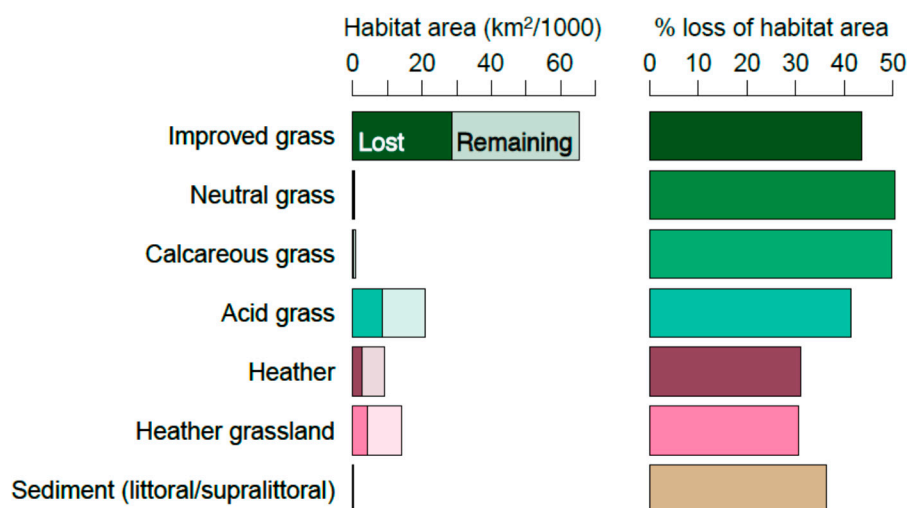 Habitat area (km²/1000)
% loss of habitat area
0 20 40 60
0 10 20 30 40 50
Improved grass
Lost
Remaining
Neutral grass
Calcareous grass
Acid grass
Heather
Heather grassland
Sediment (littoral/supralittoral)